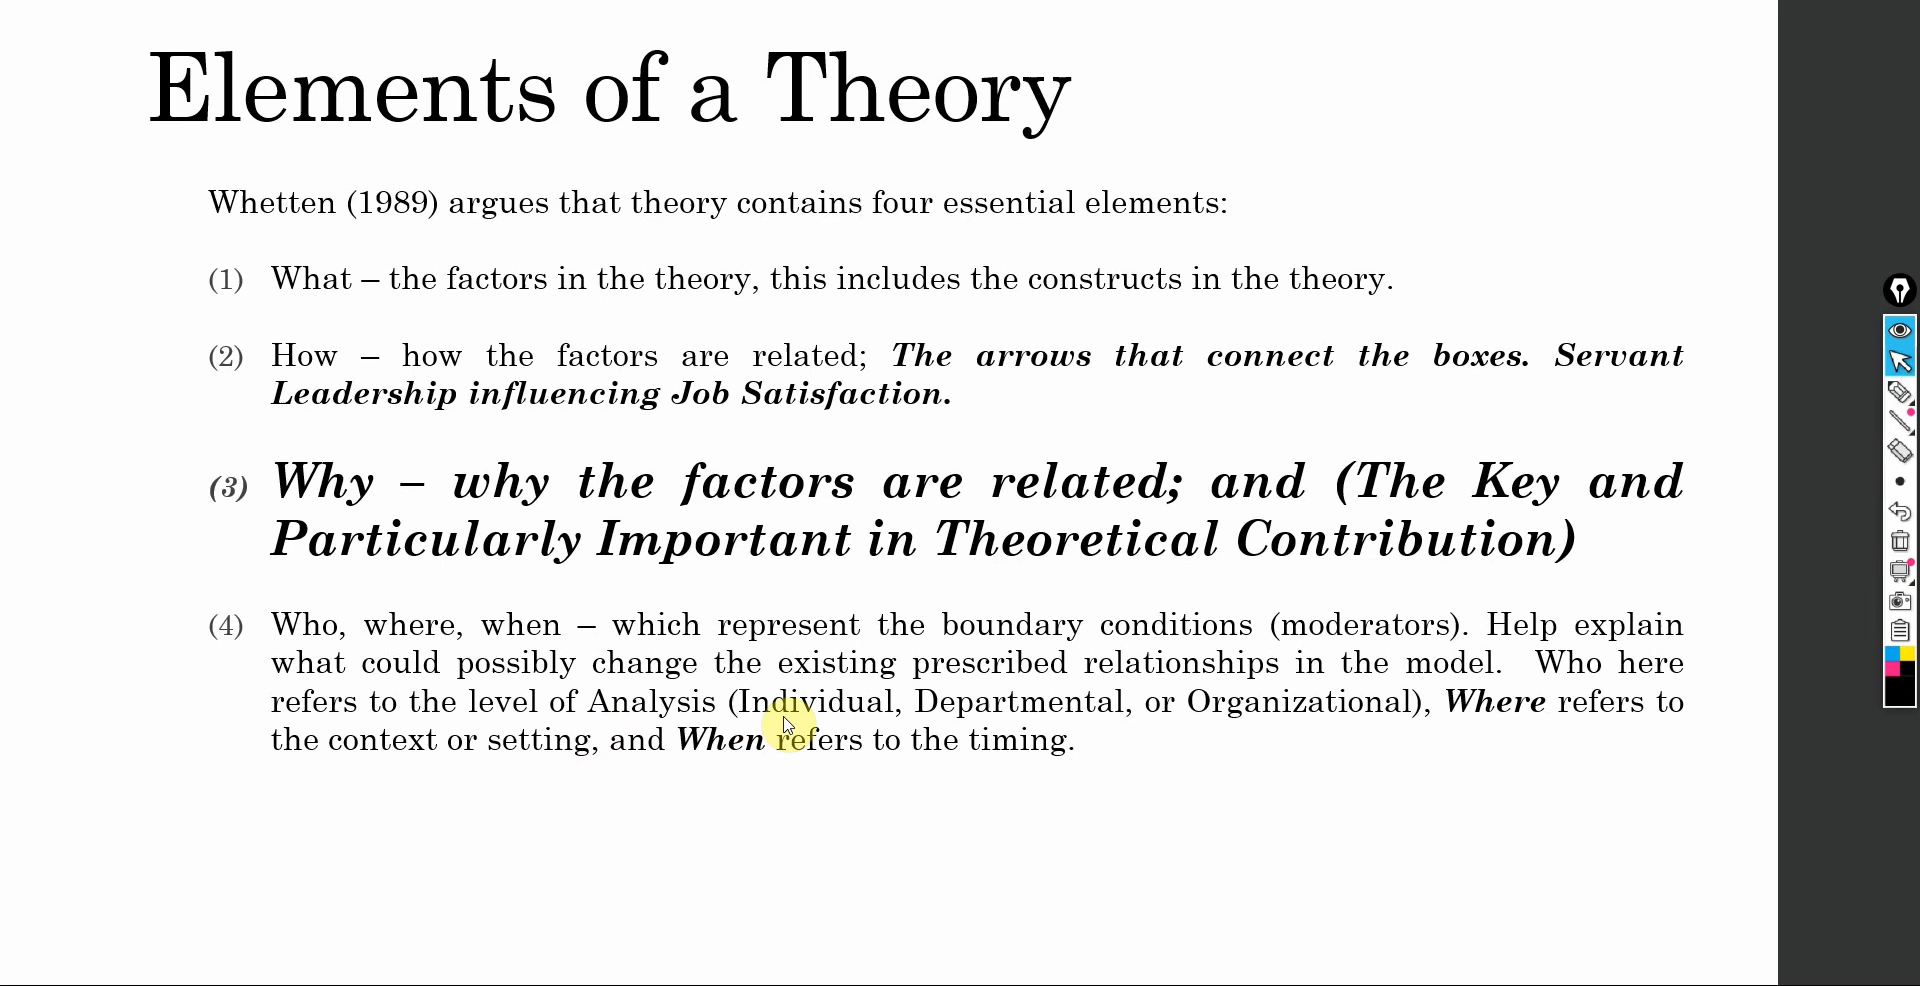 Elements of a Theory
Whetten (1989) argues that theory contains four essential elements:
(1) What – the factors in the theory, this includes the constructs in the theory.
(2) How – how the factors are related; The arrows that connect the boxes. Servant
Leadership influencing Job Satisfaction.
(3) Why – why the factors are related; and (The Key and
Particularly Important in Theoretical Contribution)
(4) Who, where, when – which represent the boundary conditions (moderators). Help explain
what could possibly change the existing prescribed relationships in the model.  Who here
refers to the level of Analysis (Individual, Departmental, or Organizational), Where refers to
the context or setting, and When refers to the timing.